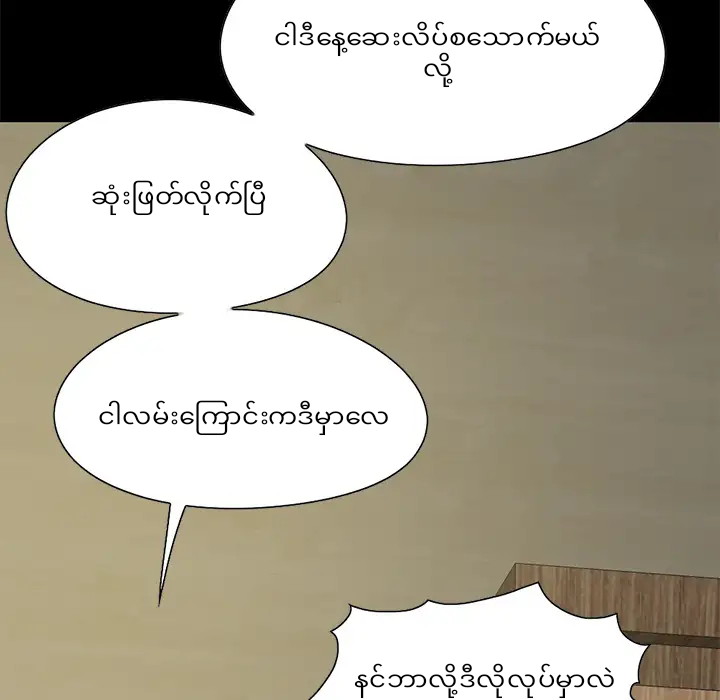 ငါဒီနေ့ဆေးလိပ်စသောက်မယ်
လို့
ဆုံးဖြတ်လိုက်ပြီ
ငါလမ်းကြောင်းကဒီမှာလေ
နင်ဘာလို့ဒီလိုလုပ်မှာလဲ